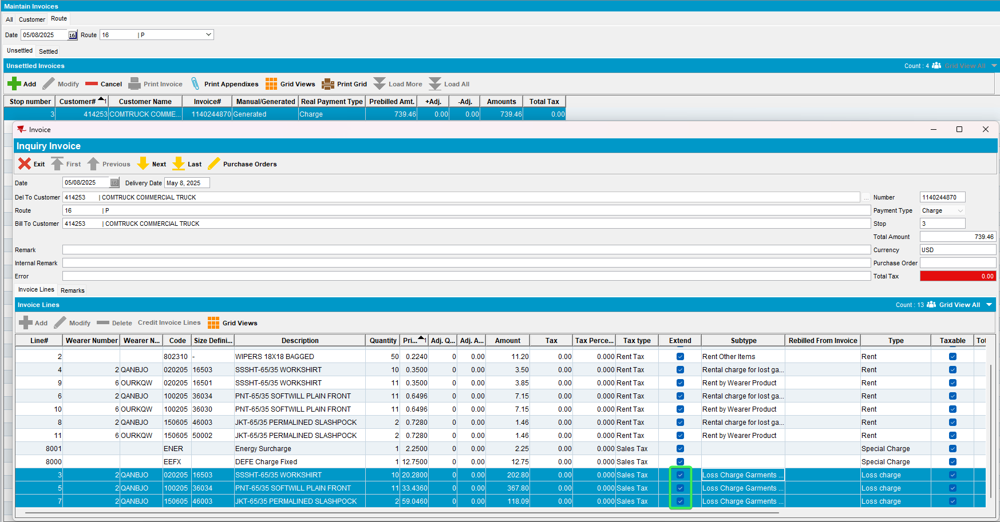 Maintain Invoices
All Customer Route
Date 05/08/2025 16 Route 16 | P
Unsettled Settled
Unsettled Invoices Count : 4 Grid View All
Add Modify Cancel Print Invoice Print Appendixes Grid Views Print Grid Load More Load All
Stop number Customer# 1 Customer Name Invoice# Manual/Generated Real Payment Type Prebilled Amt. +Adj. -Adj. Amounts Total Tax
3 414253 COMTRUCK COMME... 1140244870 Generated Charge 739.46 0.00 0.00 739.46 0.00
Invoice
Inquiry Invoice
Exit First Previous Next Last Purchase Orders
Date 05/08/2025 16 Delivery Date May 8, 2025
Del To Customer 414253 | COMTRUCK COMMERCIAL TRUCK ... Number 1140244870
Route 16 | P Payment Type Charge
Bill To Customer 414253 | COMTRUCK COMMERCIAL TRUCK Stop 3
Total Amount 739.46
Remark Currency USD
Internal Remark Purchase Order
Error Total Tax 0.00
Invoice Lines Remarks
Invoice Lines Count : 13 Grid View All
Add Modify Delete Credit Invoice Lines Grid Views
Line# Wearer Number Wearer N... Code Size Defini... Description Quantity Pri... 1 Adj. Q... Adj. A... Amount Tax Tax Perce... Tax type Extend Subtype Rebilled From Invoice Type Taxable Tot
2 802310 - WIPERS 18X18 BAGGED 50 0.2240 0 0.00 11.20 0.00 0.000 Rent Tax Rent Other Items Rent
4 2 QANBJO 020205 16503 SSSHT-65/35 WORKSHIRT 10 0.3500 0 0.00 3.50 0.00 0.000 Rent Tax Rental charge for lost ga... Rent
9 6 OURKQW 020205 16501 SSSHT-65/35 WORKSHIRT 11 0.3500 0 0.00 3.85 0.00 0.000 Rent Tax Rent by Wearer Product Rent
6 2 QANBJO 100205 36034 PNT-65/35 SOFTWILL PLAIN FRONT 11 0.6496 0 0.00 7.15 0.00 0.000 Rent Tax Rental charge for lost ga... Rent
10 6 OURKQW 100205 36030 PNT-65/35 SOFTWILL PLAIN FRONT 11 0.6496 0 0.00 7.15 0.00 0.000 Rent Tax Rent by Wearer Product Rent
8 2 QANBJO 150605 46003 JKT-65/35 PERMALINED SLASHPOCK 2 0.7280 0 0.00 1.46 0.00 0.000 Rent Tax Rental charge for lost ga... Rent
11 6 OURKQW 150605 50002 JKT-65/35 PERMALINED SLASHPOCK 2 0.7280 0 0.00 1.46 0.00 0.000 Rent Tax Rent by Wearer Product Rent
8001 ENER Energy Surcharge 1 2.2500 0 0.00 2.25 0.00 0.000 Sales Tax Special Charge
8000 EEFX DEFE Charge Fixed 1 12.7500 0 0.00 12.75 0.00 0.000 Sales Tax Special Charge
3 2 QANBJO 020205 16503 SSSHT-65/35 WORKSHIRT 10 20.2800 0 0.00 202.80 0.00 0.000 Sales Tax Loss Charge Garments ... Loss charge
5 2 QANBJO 100205 36034 PNT-65/35 SOFTWILL PLAIN FRONT 11 33.4360 0 0.00 367.80 0.00 0.000 Sales Tax Loss Charge Garments ... Loss charge
7 2 QANBJO 150605 46003 JKT-65/35 PERMALINED SLASHPOCK 2 59.0460 0 0.00 118.09 0.00 0.000 Sales Tax Loss Charge Garments ... Loss charge